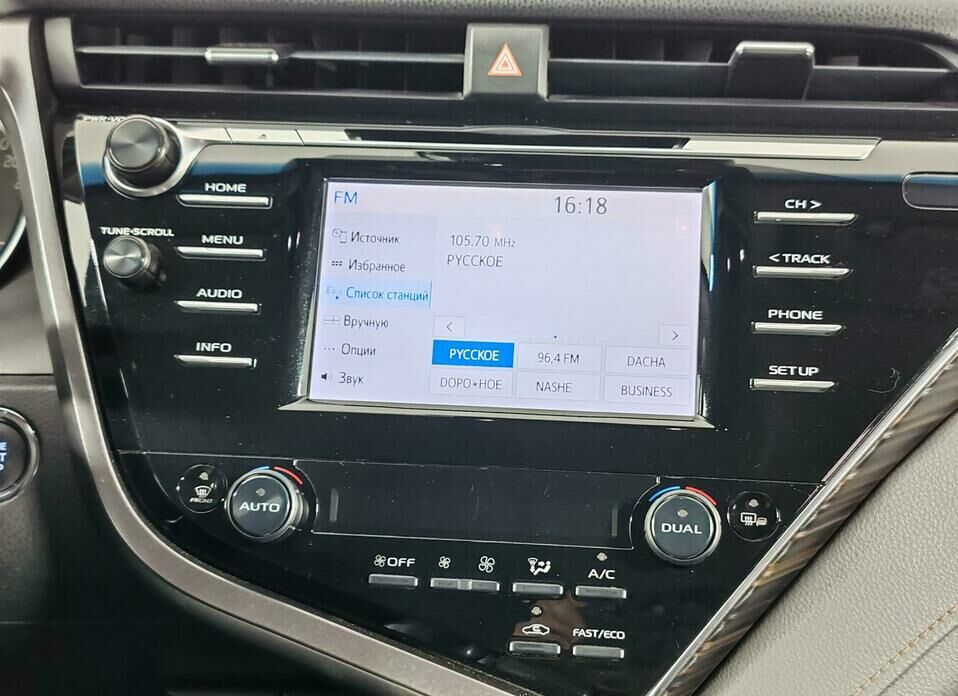 PWR·VOL
HOME
TUNE·SCROLL
MENU
AUDIO
INFO
FM
16:18
Источник
Избранное
Список станций
Вручную
Опции
Звук
105.70 MHz
РУССКОЕ
<
>
РУССКОЕ
96,4 FM
DACHA
DOPO*HOE
NASHE
BUSINESS
CH >
< TRACK
PHONE
SETUP
FRONT
AUTO
DUAL
OFF
A/C
FAST/ECO